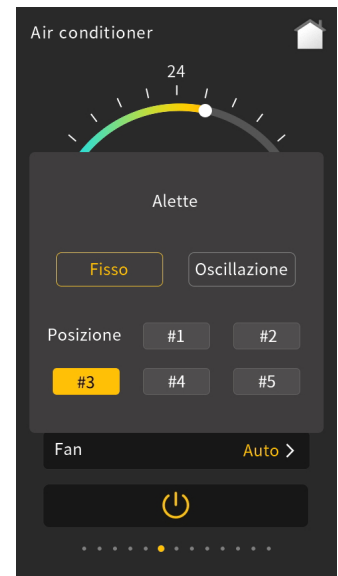 Air conditioner
24
Alette
Fisso Oscillazione
Posizione #1 #2
#3 #4 #5
Fan Auto